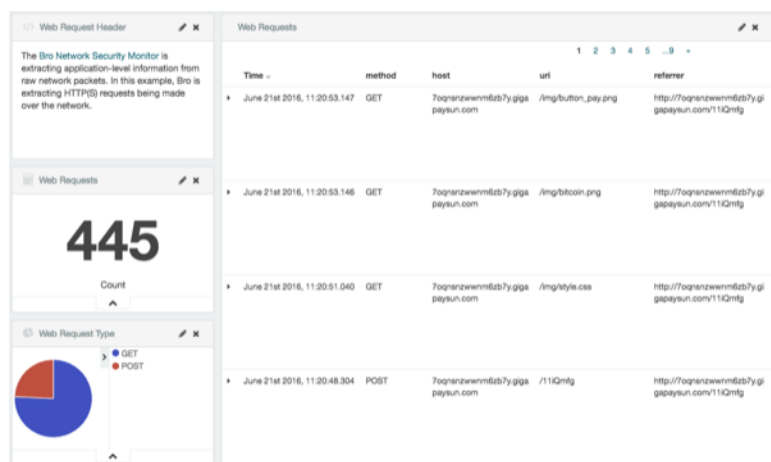 Web Request Header
The Bro Network Security Monitor is
extracting application-level information from
raw network packets. In this example, Bro is
extracting HTTP(S) requests being made
over the network.
Web Requests
445
Count
Web Request Type
GET
POST
Web Requests
1 2 3 4 5 ...9 »
Time method host uri referrer
June 21st 2016, 11:20:53.147 GET 7oqnsnzwwnm6zb7y.giga /img/button_pay.png http://7oqnsnzwwnm6zb7y.gi
paysun.com gapaysun.com/11iQmfg
June 21st 2016, 11:20:53.146 GET 7oqnsnzwwnm6zb7y.giga /img/bitcoin.png http://7oqnsnzwwnm6zb7y.gi
paysun.com gapaysun.com/11iQmfg
June 21st 2016, 11:20:51.040 GET 7oqnsnzwwnm6zb7y.giga /img/style.css http://7oqnsnzwwnm6zb7y.gi
paysun.com gapaysun.com/11iQmfg
June 21st 2016, 11:20:48.304 POST 7oqnsnzwwnm6zb7y.giga /11iQmfg http://7oqnsnzwwnm6zb7y.gi
paysun.com gapaysun.com/11iQmfg